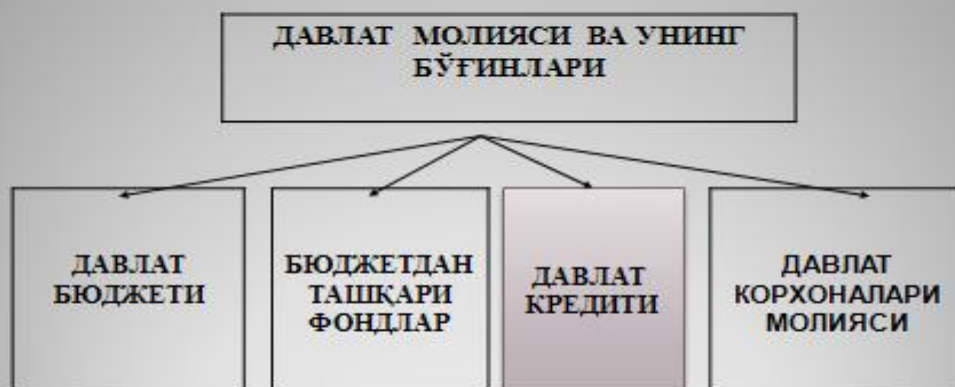 ДАВЛАТ МОЛИЯСИ ВА УНИНГ
БЎҒИНЛАРИ
ДАВЛАТ
БЮДЖЕТИ
БЮДЖЕТДАН
ТАШҚАРИ
ФОНДЛАР
ДАВЛАТ
КРЕДИТИ
ДАВЛАТ
КОРХОНАЛАРИ
МОЛИЯСИ